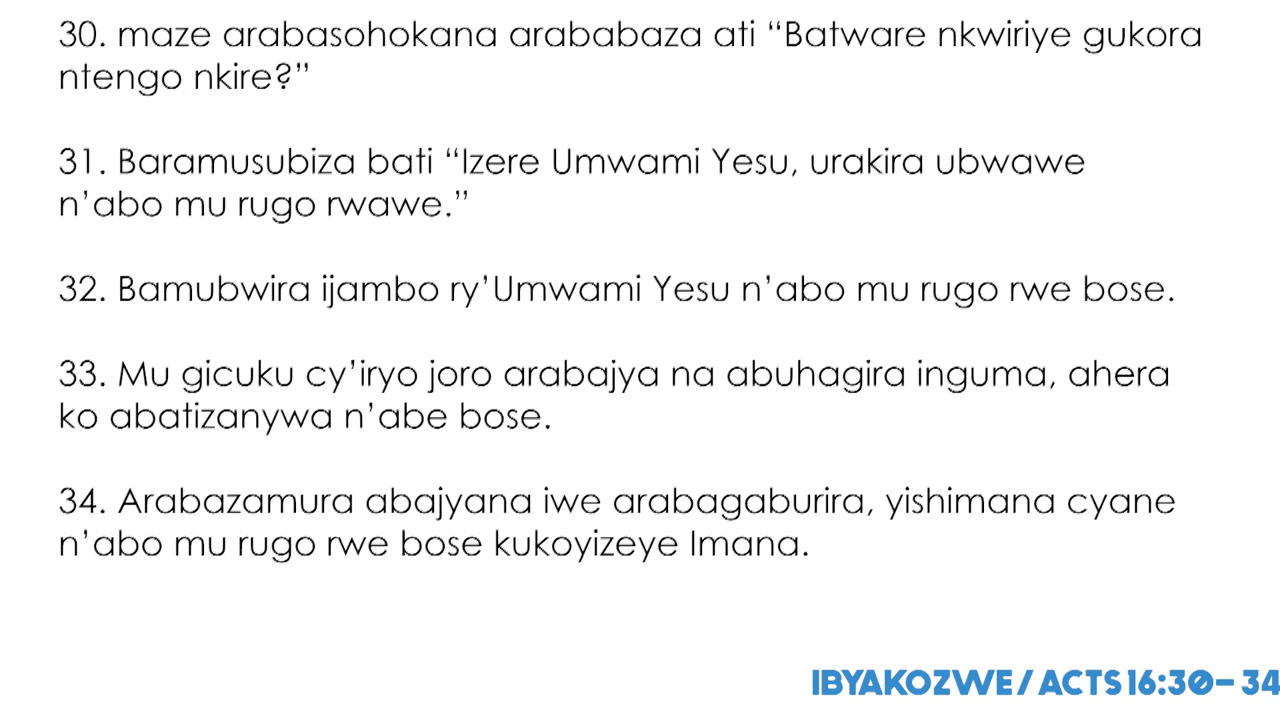 30. maze arabasohokana arababaza ati “Batware nkwiriye gukora
ntengo nkire?”
31. Baramusubiza bati “Izere Umwami Yesu, urakira ubwawe
n’abo mu rugo rwawe.”
32. Bamubwira ijambo ry’Umwami Yesu n’abo mu rugo rwe bose.
33. Mu gicuku cy’iryo joro arabajya na abuhagira inguma, ahera
ko abatizanywa n’abe bose.
34. Arabazamura abajyana iwe arabagaburira, yishimana cyane
n’abo mu rugo rwe bose kukoyizeye Imana.
IBYAKOZWE / ACTS 16:30– 34